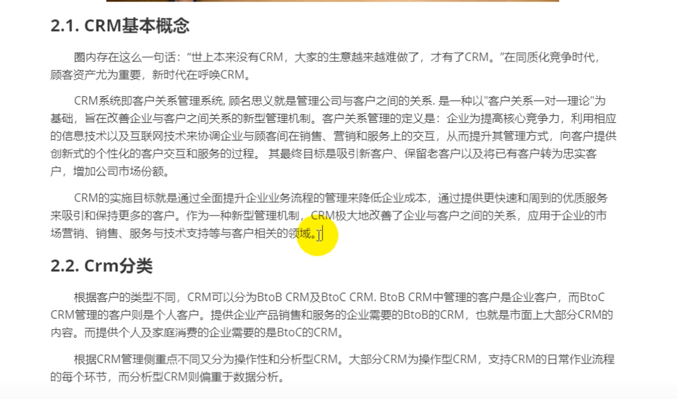 2.1. CRM基本概念
圈内存在这么一句话：“世上本来没有CRM，大家的生意越来越难做了，才有了CRM。”在同质化竞争时代，
顾客资产尤为重要，新时代在呼唤CRM。
CRM系统即客户关系管理系统, 顾名思义就是管理公司与客户之间的关系. 是一种以"客户关系一对一理论"为
基础，旨在改善企业与客户之间关系的新型管理机制。客户关系管理的定义是：企业为提高核心竞争力，利用相应
的信息技术以及互联网技术来协调企业与顾客间在销售、营销和服务上的交互，从而提升其管理方式，向客户提供
创新式的个性化的客户交互和服务的过程。 其最终目标是吸引新客户、保留老客户以及将已有客户转为忠实客
户，增加公司市场份额。
CRM的实施目标就是通过全面提升企业业务流程的管理来降低企业成本，通过提供更快速和周到的优质服务
来吸引和保持更多的客户。作为一种新型管理机制，CRM极大地改善了企业与客户之间的关系，应用于企业的市
场营销、销售、服务与技术支持等与客户相关的领域。
2.2. Crm分类
根据客户的类型不同，CRM可以分为BtoB CRM及BtoC CRM. BtoB CRM中管理的客户是企业客户，而BtoC
CRM管理的客户则是个人客户。提供企业产品销售和服务的企业需要的BtoB的CRM，也就是市面上大部分CRM的
内容。而提供个人及家庭消费的企业需要的是BtoC的CRM。
根据CRM管理侧重点不同又分为操作性和分析型CRM。大部分CRM为操作型CRM，支持CRM的日常作业流程
的每个环节，而分析型CRM则偏重于数据分析。